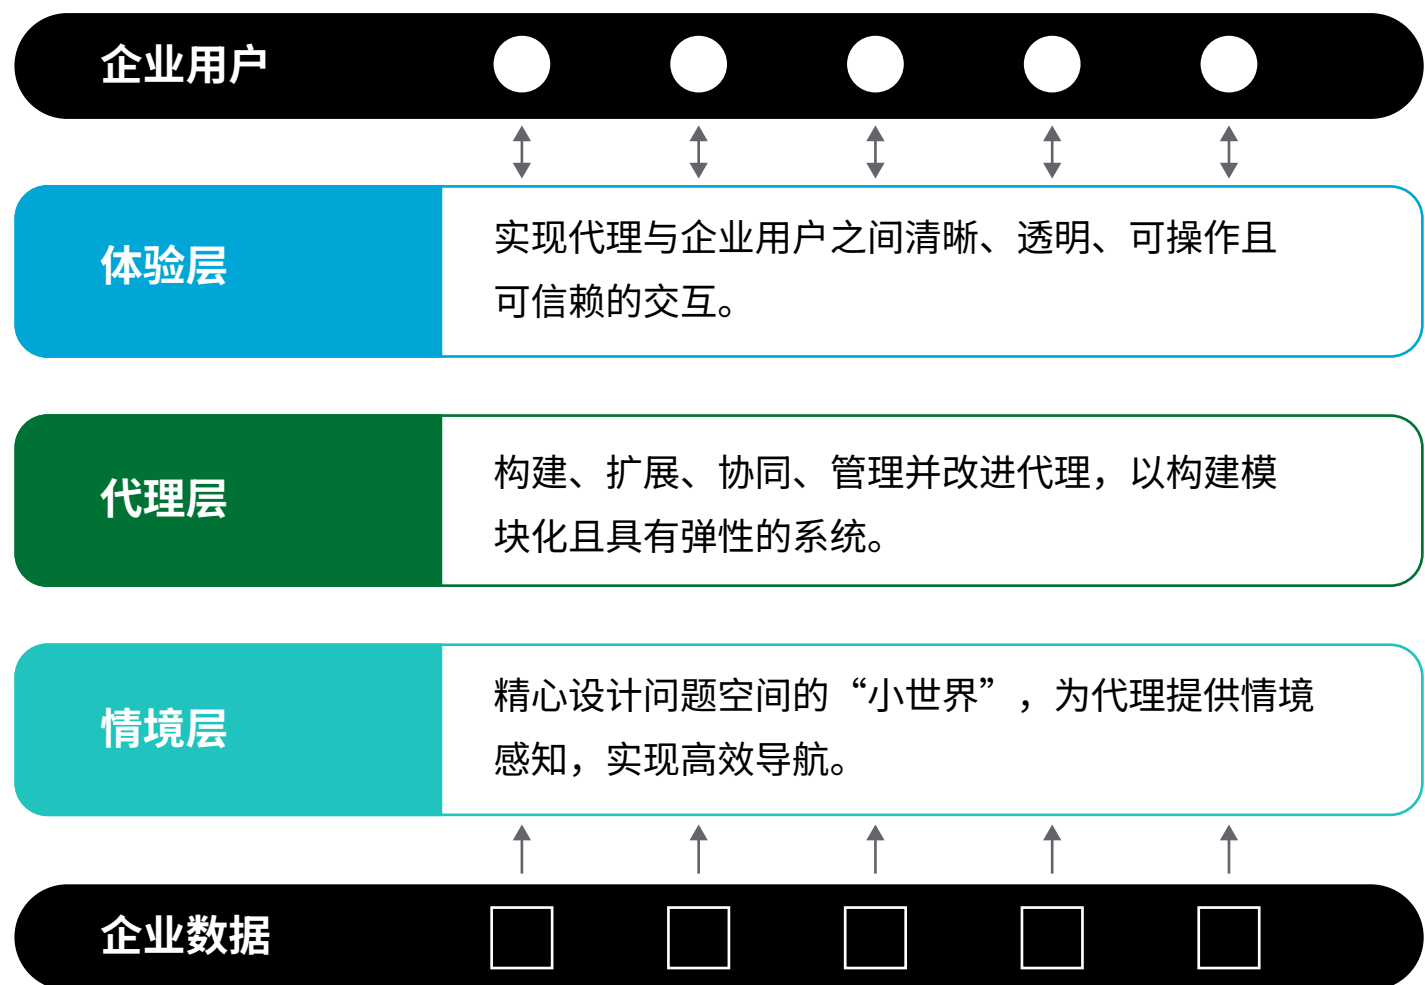 企业用户
体验层
实现代理与企业用户之间清晰、透明、可操作且
可信赖的交互。
代理层
构建、扩展、协同、管理并改进代理，以构建模
块化且具有弹性的系统。
情境层
精心设计问题空间的“小世界”，为代理提供情境
感知，实现高效导航。
企业数据